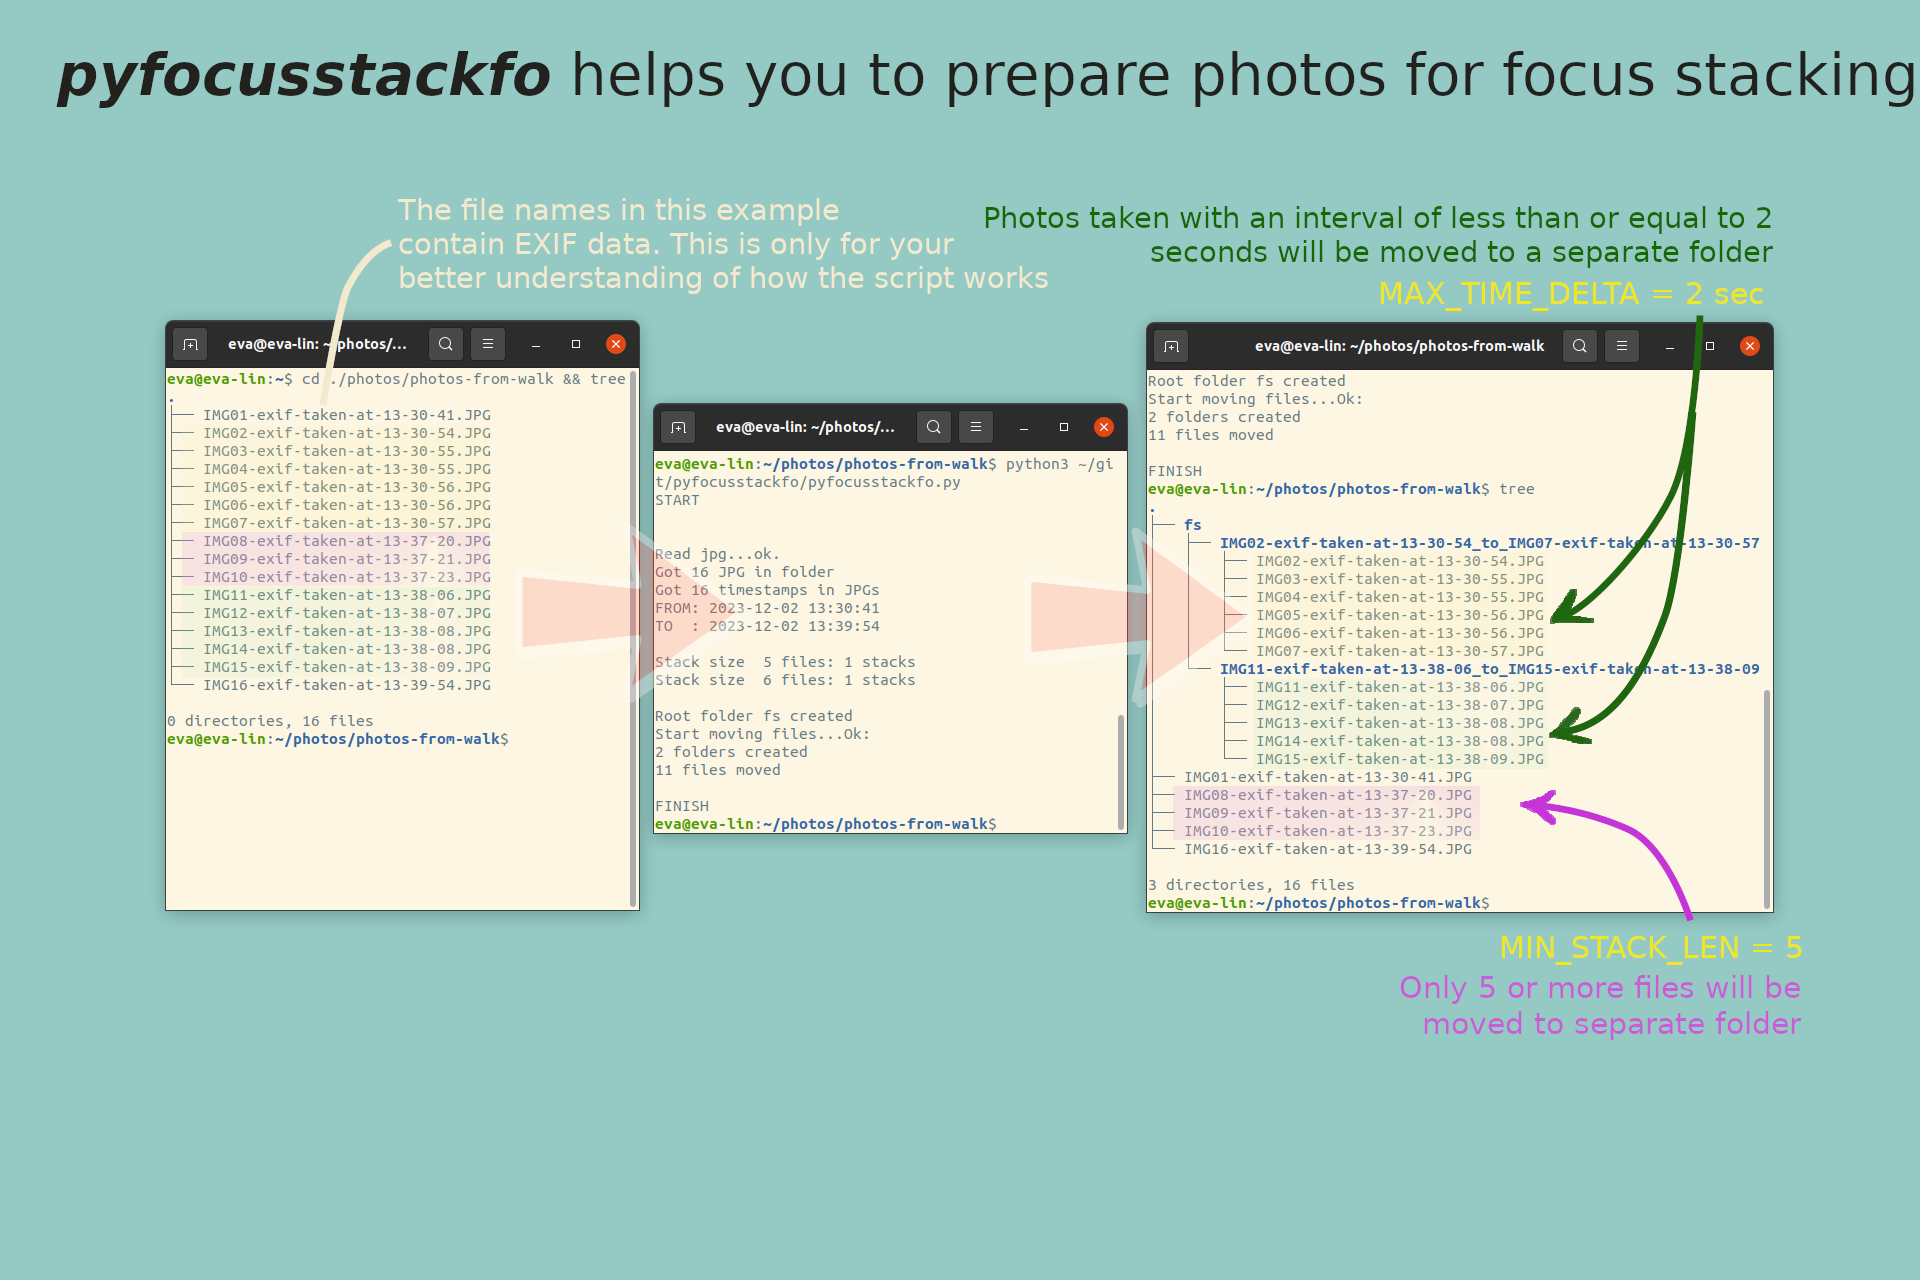 pyfocusstackfo helps you to prepare photos for focus stacking
The file names in this example
contain EXIF data. This is only for your
better understanding of how the script works
Photos taken with an interval of less than or equal to 2
seconds will be moved to a separate folder
MAX_TIME_DELTA = 2 sec
eva@eva-lin: ~/photos/...
eva@eva-lin:~$ cd ./photos/photos-from-walk && tree
.
├── IMG01-exif-taken-at-13-30-41.JPG
├── IMG02-exif-taken-at-13-30-54.JPG
├── IMG03-exif-taken-at-13-30-55.JPG
├── IMG04-exif-taken-at-13-30-55.JPG
├── IMG05-exif-taken-at-13-30-56.JPG
├── IMG06-exif-taken-at-13-30-56.JPG
├── IMG07-exif-taken-at-13-30-57.JPG
├── IMG08-exif-taken-at-13-37-20.JPG
├── IMG09-exif-taken-at-13-37-21.JPG
├── IMG10-exif-taken-at-13-37-23.JPG
├── IMG11-exif-taken-at-13-38-06.JPG
├── IMG12-exif-taken-at-13-38-07.JPG
├── IMG13-exif-taken-at-13-38-08.JPG
├── IMG14-exif-taken-at-13-38-08.JPG
├── IMG15-exif-taken-at-13-38-09.JPG
└── IMG16-exif-taken-at-13-39-54.JPG
0 directories, 16 files
eva@eva-lin:~/photos/photos-from-walk$
eva@eva-lin: ~/photos/...
eva@eva-lin:~/photos/photos-from-walk$ python3 ~/gi
t/pyfocusstackfo/pyfocusstackfo.py
START
Read jpg...ok.
Got 16 JPG in folder
Got 16 timestamps in JPGs
FROM: 2023-12-02 13:30:41
TO  : 2023-12-02 13:39:54
Stack size  5 files: 1 stacks
Stack size  6 files: 1 stacks
Root folder fs created
Start moving files...Ok:
2 folders created
11 files moved
FINISH
eva@eva-lin:~/photos/photos-from-walk$
eva@eva-lin: ~/photos/photos-from-walk
Root folder fs created
Start moving files...Ok:
2 folders created
11 files moved
FINISH
eva@eva-lin:~/photos/photos-from-walk$ tree
.
├── fs
│   ├── IMG02-exif-taken-at-13-30-54_to_IMG07-exif-taken-at-13-30-57
│   │   ├── IMG02-exif-taken-at-13-30-54.JPG
│   │   ├── IMG03-exif-taken-at-13-30-55.JPG
│   │   ├── IMG04-exif-taken-at-13-30-55.JPG
│   │   ├── IMG05-exif-taken-at-13-30-56.JPG
│   │   ├── IMG06-exif-taken-at-13-30-56.JPG
│   │   └── IMG07-exif-taken-at-13-30-57.JPG
│   └── IMG11-exif-taken-at-13-38-06_to_IMG15-exif-taken-at-13-38-09
│       ├── IMG11-exif-taken-at-13-38-06.JPG
│       ├── IMG12-exif-taken-at-13-38-07.JPG
│       ├── IMG13-exif-taken-at-13-38-08.JPG
│       ├── IMG14-exif-taken-at-13-38-08.JPG
│       └── IMG15-exif-taken-at-13-38-09.JPG
├── IMG01-exif-taken-at-13-30-41.JPG
├── IMG08-exif-taken-at-13-37-20.JPG
├── IMG09-exif-taken-at-13-37-21.JPG
├── IMG10-exif-taken-at-13-37-23.JPG
└── IMG16-exif-taken-at-13-39-54.JPG
3 directories, 16 files
eva@eva-lin:~/photos/photos-from-walk$
MIN_STACK_LEN = 5
Only 5 or more files will be
moved to separate folder